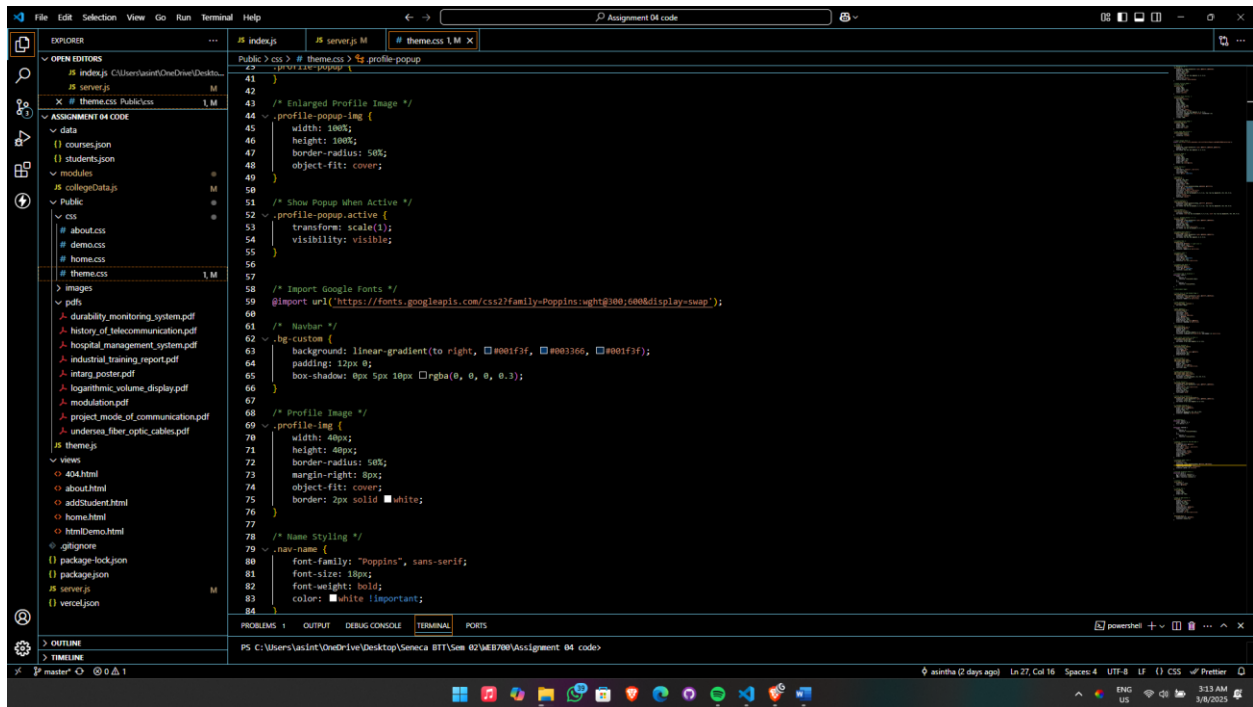 File Edit Selection View Go Run Terminal Help
Assignment 04 code
EXPLORER
OPEN EDITORS
JS index.js C:\Users\asint\OneDrive\Deskto...
JS server.js M
# theme.css Public\css 1, M
ASSIGNMENT 04 CODE
data
{} courses.json
{} students.json
modules
JS collegeData.js M
Public
css
# about.css
# demo.css
# home.css
# theme.css 1, M
images
pdfs
durability_monitoring_system.pdf
history_of_telecommunication.pdf
hospital_management_system.pdf
industrial_training_report.pdf
intarg_poster.pdf
logarithmic_volume_display.pdf
modulation.pdf
project_mode_of_communication.pdf
undersea_fiber_optic_cables.pdf
JS theme.js
views
<> 404.html
<> about.html
<> addStudent.html
<> home.html
<> htmlDemo.html
.gitignore
{} package-lock.json
{} package.json
JS server.js M
{} vercel.json
OUTLINE
TIMELINE
JS index.js JS server.js M # theme.css 1, M
Public > css > # theme.css > .profile-popup
25 .profile-popup {
41 }
42
43 /* Enlarged Profile Image */
44 .profile-popup-img {
45 width: 100%;
46 height: 100%;
47 border-radius: 50%;
48 object-fit: cover;
49 }
50
51 /* Show Popup When Active */
52 .profile-popup.active {
53 transform: scale(1);
54 visibility: visible;
55 }
56
57
58 /* Import Google Fonts */
59 @import url('https://fonts.googleapis.com/css2?family=Poppins:wght@300;600&display=swap');
60
61 /* Navbar */
62 .bg-custom {
63 background: linear-gradient(to right, #001f3f, #003366, #001f3f);
64 padding: 12px 0;
65 box-shadow: 0px 5px 10px rgba(0, 0, 0, 0.3);
66 }
67
68 /* Profile Image */
69 .profile-img {
70 width: 40px;
71 height: 40px;
72 border-radius: 50%;
73 margin-right: 8px;
74 object-fit: cover;
75 border: 2px solid white;
76 }
77
78 /* Name Styling */
79 .nav-name {
80 font-family: "Poppins", sans-serif;
81 font-size: 18px;
82 font-weight: bold;
83 color: white !important;
84 }
PROBLEMS 1 OUTPUT DEBUG CONSOLE TERMINAL PORTS
powershell
PS C:\Users\asint\OneDrive\Desktop\Seneca BTT\Sem 02\WEB700\Assignment 04 code>
master* 0 1 asintha (2 days ago) Ln 27, Col 16 Spaces: 4 UTF-8 LF {} CSS Prettier
ENG
US
3:13 AM
3/8/2025